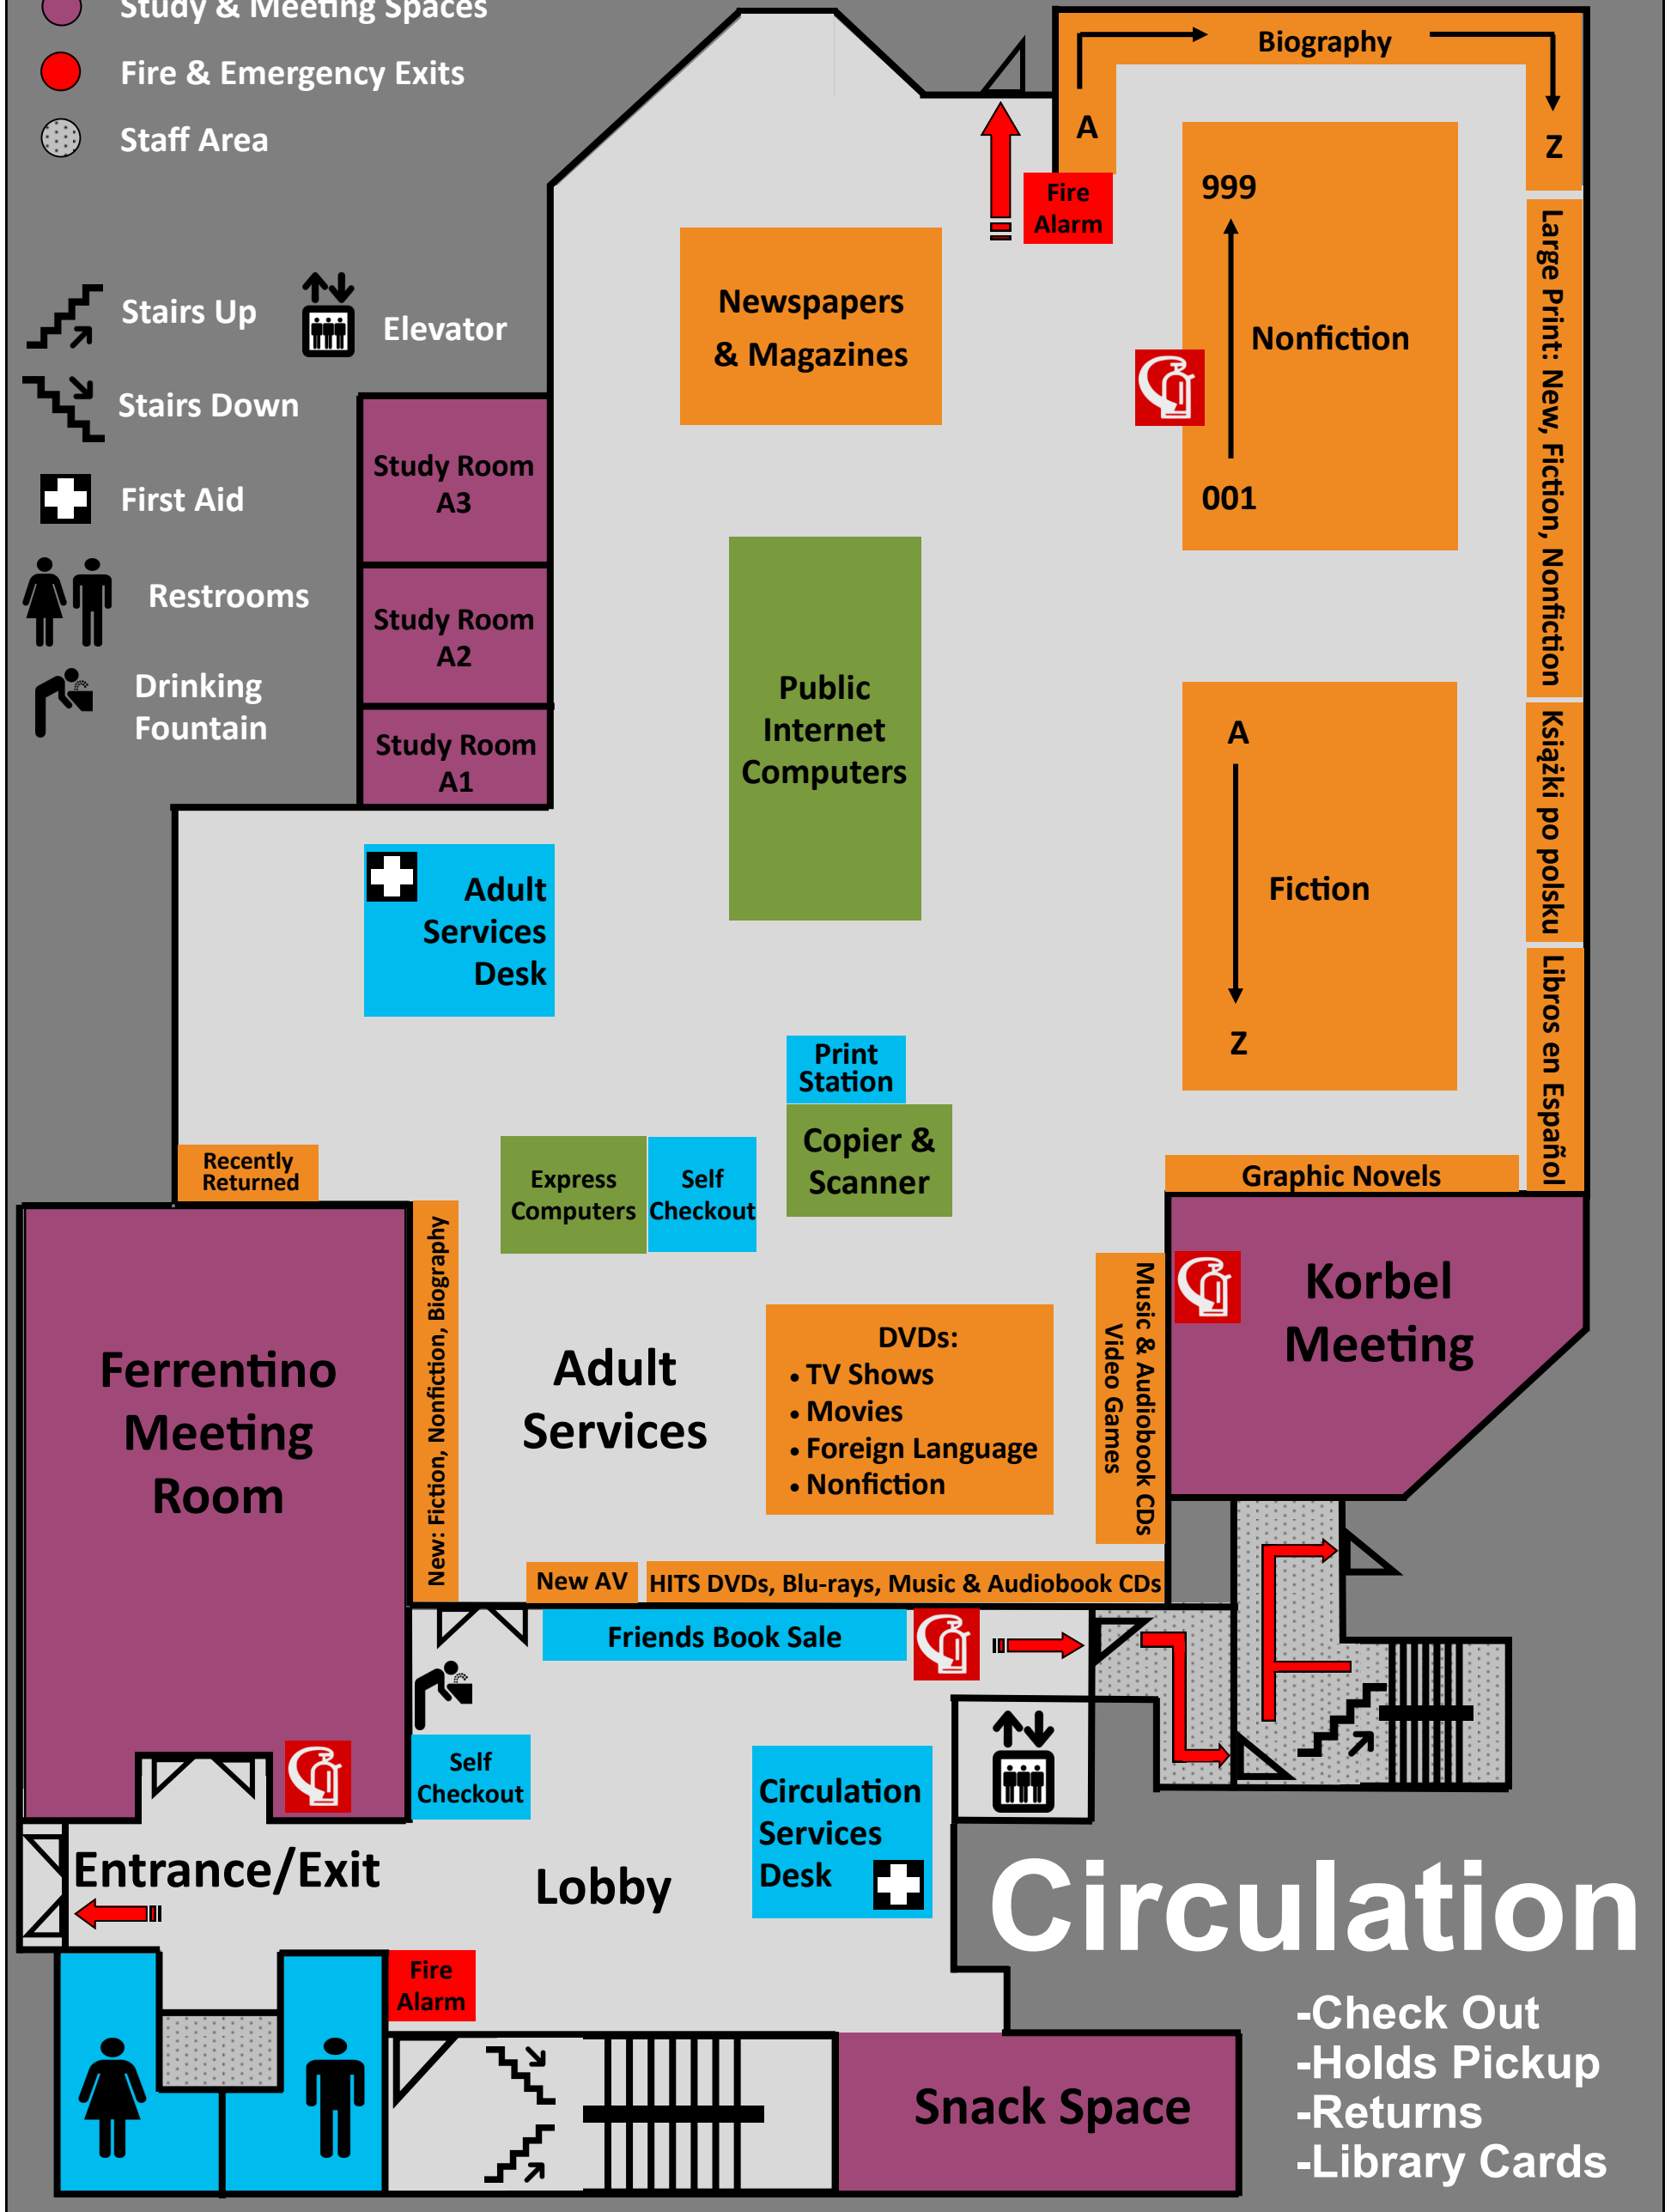 Study & Meeting Spaces
Fire & Emergency Exits
Staff Area
Stairs Up
Elevator
Stairs Down
First Aid
Restrooms
Drinking
Fountain
Biography
A
Z
Fire
Alarm
999
Nonfiction
001
Large Print: New, Fiction, Nonfiction
Newspapers
& Magazines
Study Room
A3
Study Room
A2
Study Room
A1
Public
Internet
Computers
A
Fiction
Z
Książki po polsku
Libros en Español
Adult
Services
Desk
Print
Station
Copier &
Scanner
Recently
Returned
Express
Computers
Self
Checkout
Graphic Novels
New: Fiction, Nonfiction, Biography
Ferrentino
Meeting
Room
Adult
Services
DVDs:
• TV Shows
• Movies
• Foreign Language
• Nonfiction
Music & Audiobook CDs
Video Games
Korbel
Meeting
New AV
HITS DVDs, Blu-rays, Music & Audiobook CDs
Friends Book Sale
Self
Checkout
Circulation
Services
Desk
Entrance/Exit
Lobby
Fire
Alarm
Snack Space
Circulation
-Check Out
-Holds Pickup
-Returns
-Library Cards